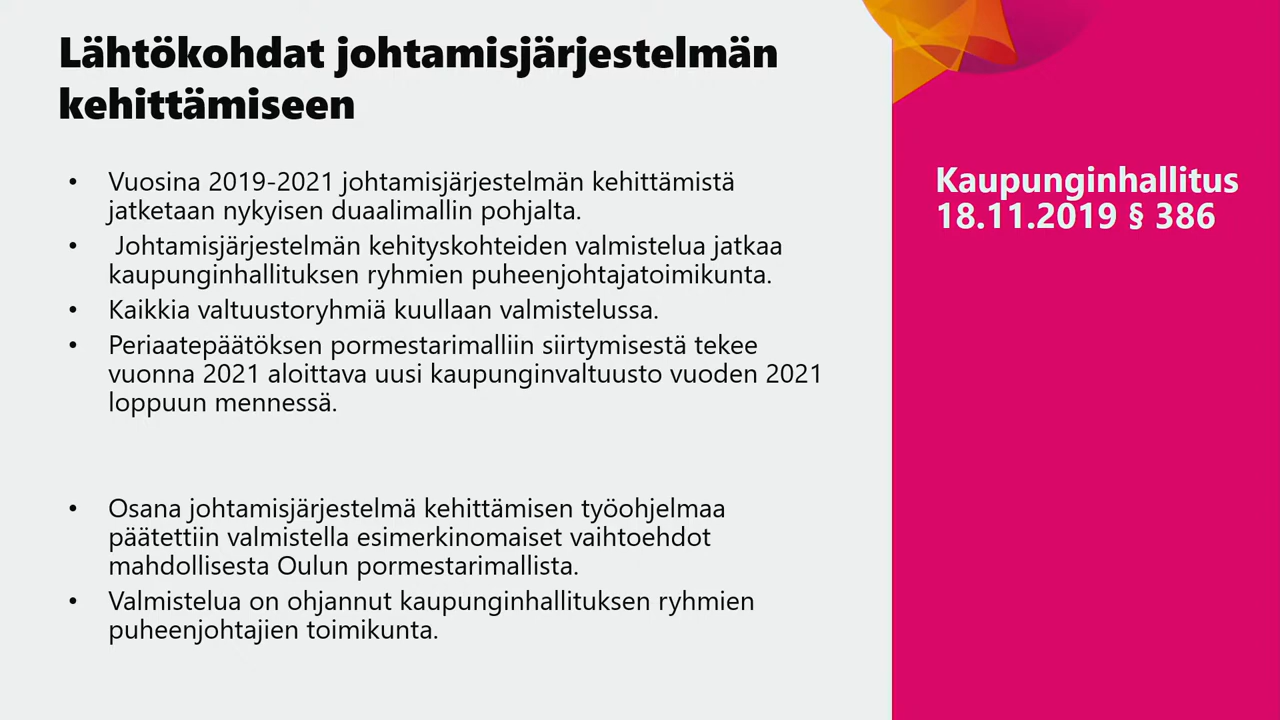 Lähtökohdat johtamisjärjestelmän
kehittämiseen
• Vuosina 2019-2021 johtamisjärjestelmän kehittämistä
jatketaan nykyisen duaalimallin pohjalta.
• Johtamisjärjestelmän kehityskohteiden valmistelua jatkaa
kaupunginhallituksen ryhmien puheenjohtajatoimikunta.
• Kaikkia valtuustoryhmiä kuullaan valmistelussa.
• Periaatepäätöksen pormestarimalliin siirtymisestä tekee
vuonna 2021 aloittava uusi kaupunginvaltuusto vuoden 2021
loppuun mennessä.
• Osana johtamisjärjestelmä kehittämisen työohjelmaa
päätettiin valmistella esimerkinomaiset vaihtoehdot
mahdollisesta Oulun pormestarimallista.
• Valmistelua on ohjannut kaupunginhallituksen ryhmien
puheenjohtajien toimikunta.
Kaupunginhallitus
18.11.2019 § 386